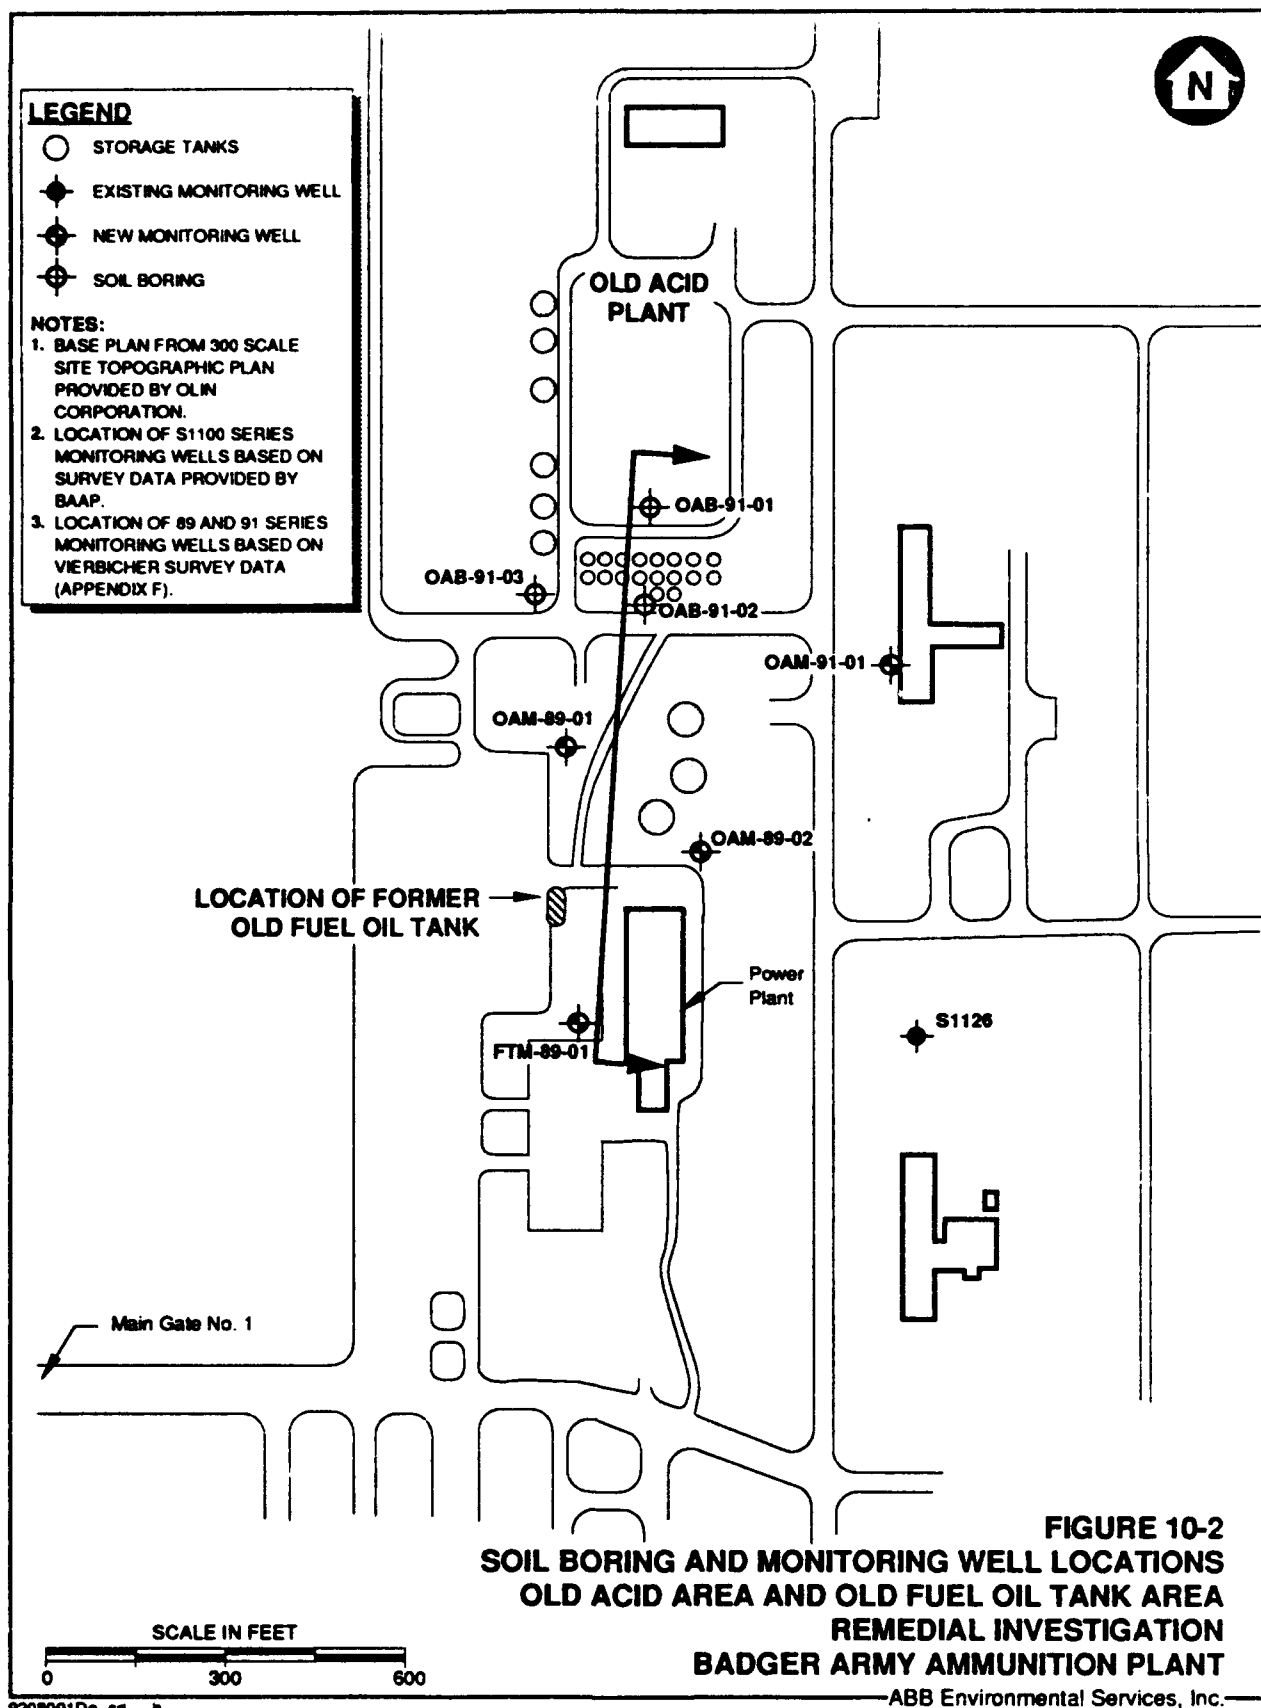 N
LEGEND
STORAGE TANKS
EXISTING MONITORING WELL
NEW MONITORING WELL
SOIL BORING
NOTES:
1. BASE PLAN FROM 300 SCALE
SITE TOPOGRAPHIC PLAN
PROVIDED BY OLIN
CORPORATION.
2. LOCATION OF S1100 SERIES
MONITORING WELLS BASED ON
SURVEY DATA PROVIDED BY
BAAP.
3. LOCATION OF 89 AND 91 SERIES
MONITORING WELLS BASED ON
VIERBICHER SURVEY DATA
(APPENDIX F).
OLD ACID
PLANT
OAB-91-01
OAB-91-03
OAB-91-02
OAM-91-01
OAM-89-01
OAM-89-02
LOCATION OF FORMER
OLD FUEL OIL TANK
Power
Plant
S1126
FTM-89-01
Main Gate No. 1
FIGURE 10-2
SOIL BORING AND MONITORING WELL LOCATIONS
OLD ACID AREA AND OLD FUEL OIL TANK AREA
REMEDIAL INVESTIGATION
BADGER ARMY AMMUNITION PLANT
SCALE IN FEET
0 300 600
ABB Environmental Services, Inc.